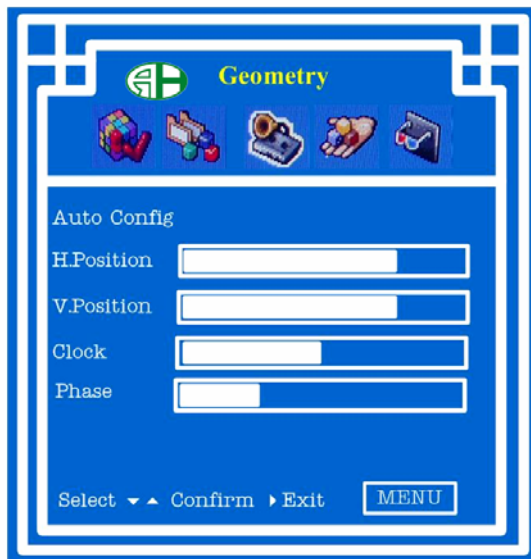 Geometry
Auto Config
H.Position
V.Position
Clock
Phase
Select Confirm Exit MENU